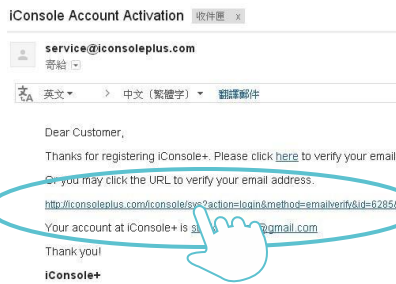 iConsole Account Activation 收件匣 x
service@iconsoleplus.com
寄給
英文 > 中文 (繁體字) 翻譯郵件
Dear Customer,
Thanks for registering iConsole+. Please click here to verify your email
Or you may click the URL to verify your email address.
http://iconsoleplus.com/iconsole/sys?action=login&method=emailverify&id=6285&
Your account at iConsole+ is @gmail.com
Thank you!
iConsole+